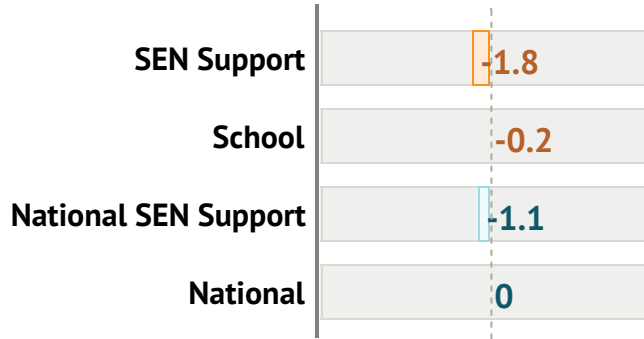 SEN Support -1.8
School -0.2
National SEN Support -1.1
National 0